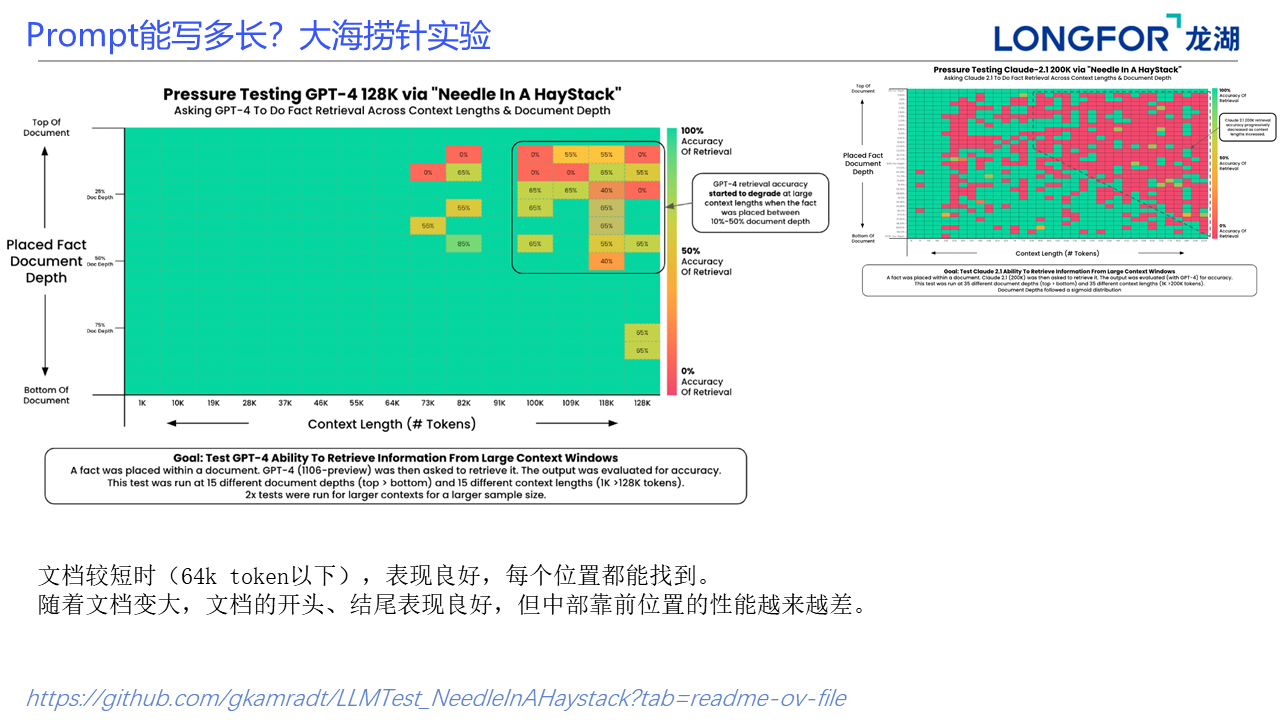 Prompt能写多长？大海捞针实验
LONGFOR 龙湖
Pressure Testing GPT-4 128K via "Needle In A HayStack"
Asking GPT-4 To Do Fact Retrieval Across Context Lengths & Document Depth
Top Of
Document
25%
Doc Depth
Placed Fact
Document
Depth
50%
Doc Depth
75%
Doc Depth
Bottom Of
Document
0% 0% 55% 55% 0%
0% 65% 0% 0% 65% 55%
65% 65% 40% 0%
55% 65% 65%
55% 65%
85% 65% 55% 65%
40%
65%
65%
1K 10K 19K 28K 37K 46K 55K 64K 73K 82K 91K 100K 109K 118K 128K
Context Length (# Tokens)
100%
Accuracy
Of Retrieval
50%
Accuracy
Of Retrieval
0%
Accuracy
Of Retrieval
GPT-4 retrieval accuracy
started to degrade at large
context lengths when the fact
was placed between
10%-50% document depth
Goal: Test GPT-4 Ability To Retrieve Information From Large Context Windows
A fact was placed within a document. GPT-4 (1106-preview) was then asked to retrieve it. The output was evaluated for accuracy.
This test was run at 15 different document depths (top > bottom) and 15 different context lengths (1K >128K tokens).
2x tests were run for larger contexts for a larger sample size.
Pressure Testing Claude-2.1 200K via "Needle In A HayStack"
Asking Claude 2.1 To Do Fact Retrieval Across Context Lengths & Document Depth
Top Of
Document
Placed Fact
Document
Depth
Bottom Of
Document
Context Length (# Tokens)
100%
Accuracy Of
Retrieval
50%
Accuracy Of
Retrieval
0%
Accuracy Of
Retrieval
Claude 2.1 200K retrieval
accuracy progressively
decreased as context
lengths increased.
Goal: Test Claude 2.1 Ability To Retrieve Information From Large Context Windows
A fact was placed within a document. Claude 2.1 (200K) was then asked to retrieve it. The output was evaluated (with GPT-4) for accuracy.
This test was run at 35 different document depths (top > bottom) and 35 different context lengths (1K >200K tokens).
Document Depths followed a sigmoid distribution
文档较短时（64k token以下），表现良好，每个位置都能找到。
随着文档变大，文档的开头、结尾表现良好，但中部靠前位置的性能越来越差。
https://github.com/gkamradt/LLMTest_NeedleInAHaystack?tab=readme-ov-file